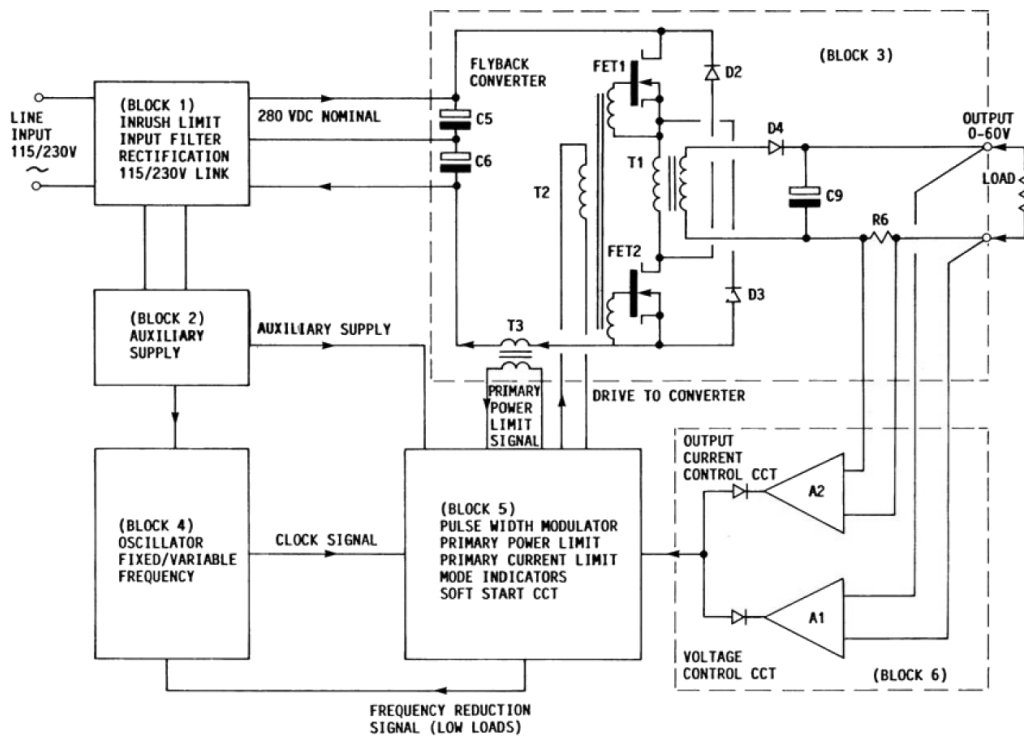 (BLOCK 3)
FLYBACK
CONVERTER
FET1
D2
(BLOCK 1)
INRUSH LIMIT
INPUT FILTER
RECTIFICATION
115/230V LINK
LINE
INPUT
115/230V
~
280 VDC NOMINAL
C5
C6
T2
T1
D4
C9
OUTPUT
0-60V
LOAD
R6
FET2
D3
(BLOCK 2)
AUXILIARY
SUPPLY
AUXILIARY SUPPLY
T3
PRIMARY
POWER
LIMIT
SIGNAL
DRIVE TO CONVERTER
OUTPUT
CURRENT
CONTROL CCT
A2
(BLOCK 4)
OSCILLATOR
FIXED/VARIABLE
FREQUENCY
CLOCK SIGNAL
(BLOCK 5)
PULSE WIDTH MODULATOR
PRIMARY POWER LIMIT
PRIMARY CURRENT LIMIT
MODE INDICATORS
SOFT START CCT
A1
VOLTAGE
CONTROL CCT
(BLOCK 6)
FREQUENCY REDUCTION
SIGNAL (LOW LOADS)